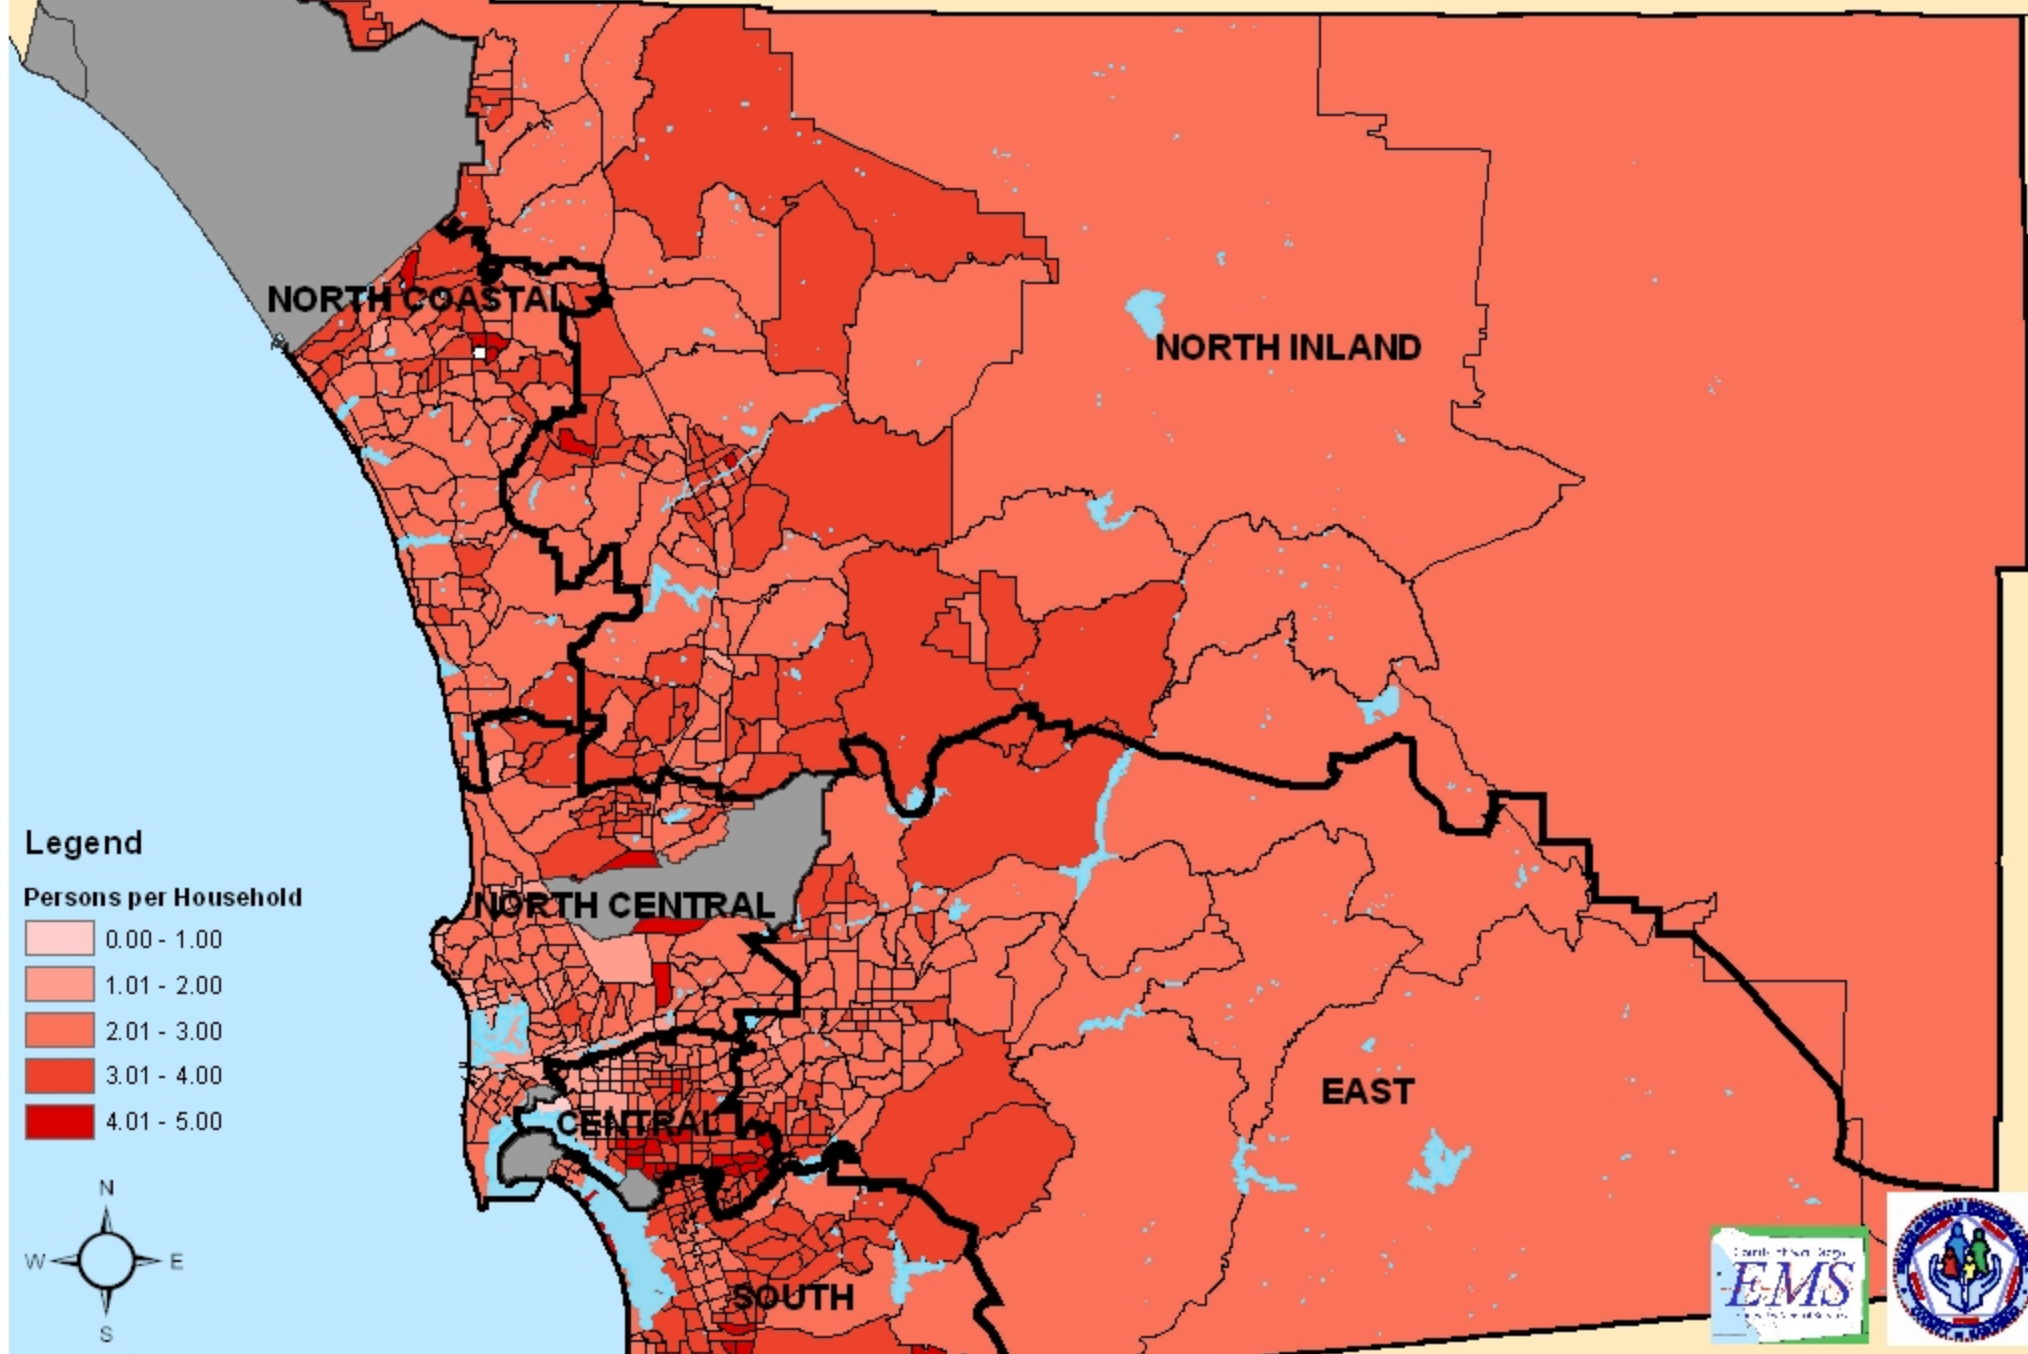 NORTH COASTAL
NORTH INLAND
Legend
Persons per Household
0.00 - 1.00
1.01 - 2.00
2.01 - 3.00
3.01 - 4.00
4.01 - 5.00
NORTH CENTRAL
CENTRAL
EAST
SOUTH
N
W
E
S
EMS